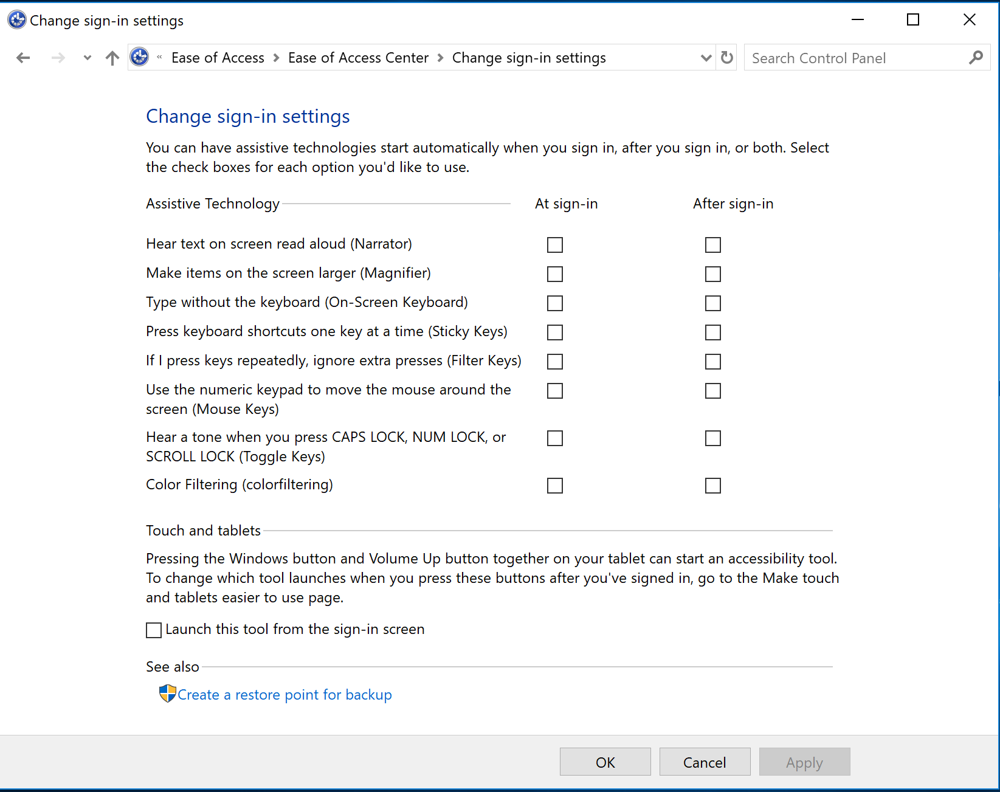 Change sign-in settings
« Ease of Access > Ease of Access Center > Change sign-in settings
Search Control Panel
Change sign-in settings
You can have assistive technologies start automatically when you sign in, after you sign in, or both. Select
the check boxes for each option you'd like to use.
Assistive Technology At sign-in After sign-in
Hear text on screen read aloud (Narrator)
Make items on the screen larger (Magnifier)
Type without the keyboard (On-Screen Keyboard)
Press keyboard shortcuts one key at a time (Sticky Keys)
If I press keys repeatedly, ignore extra presses (Filter Keys)
Use the numeric keypad to move the mouse around the
screen (Mouse Keys)
Hear a tone when you press CAPS LOCK, NUM LOCK, or
SCROLL LOCK (Toggle Keys)
Color Filtering (colorfiltering)
Touch and tablets
Pressing the Windows button and Volume Up button together on your tablet can start an accessibility tool.
To change which tool launches when you press these buttons after you've signed in, go to the Make touch
and tablets easier to use page.
Launch this tool from the sign-in screen
See also
Create a restore point for backup
OK Cancel Apply